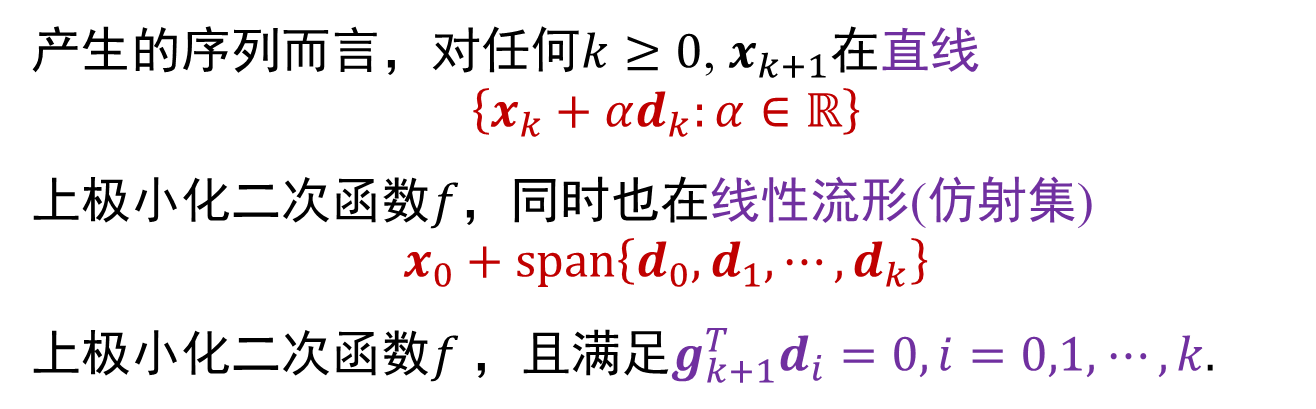 产生的序列而言，对任何k ≥ 0, x_{k+1}在直线
{x_k + αd_k: α ∈ ℝ}
上极小化二次函数f，同时也在线性流形(仿射集)
x_0 + span{d_0, d_1, ⋯, d_k}
上极小化二次函数f ，且满足g_{k+1}^T d_i = 0, i = 0,1, ⋯, k.